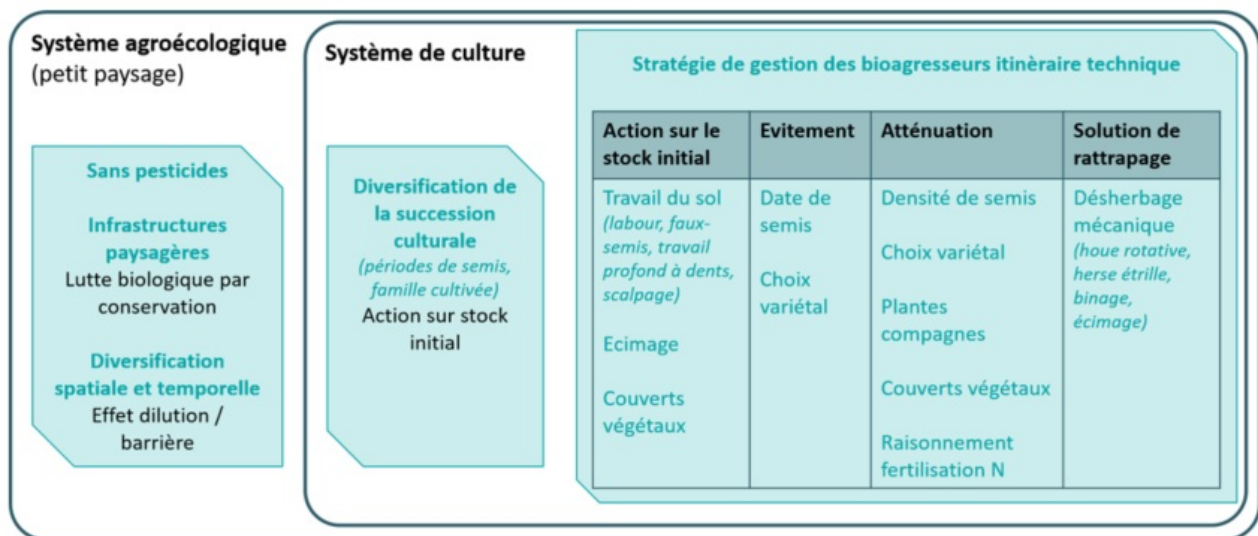 Système agroécologique
(petit paysage)
Sans pesticides
Infrastructures
paysagères
Lutte biologique par
conservation
Diversification
spatiale et temporelle
Effet dilution /
barrière
Système de culture
Diversification de
la succession
culturale
(périodes de semis,
famille cultivée)
Action sur stock
initial
Stratégie de gestion des bioagresseurs itinèraire technique
Action sur le
stock initial
Evitement
Atténuation
Solution de
rattrapage
Travail du sol
(labour, faux-
semis, travail
profond à dents,
scalpage)
Ecimage
Couverts
végétaux
Date de
semis
Choix
variétal
Densité de semis
Choix variétal
Plantes
compagnes
Couverts végétaux
Raisonnement
fertilisation N
Désherbage
mécanique
(houe rotative,
herse étrille,
binage,
écimage)